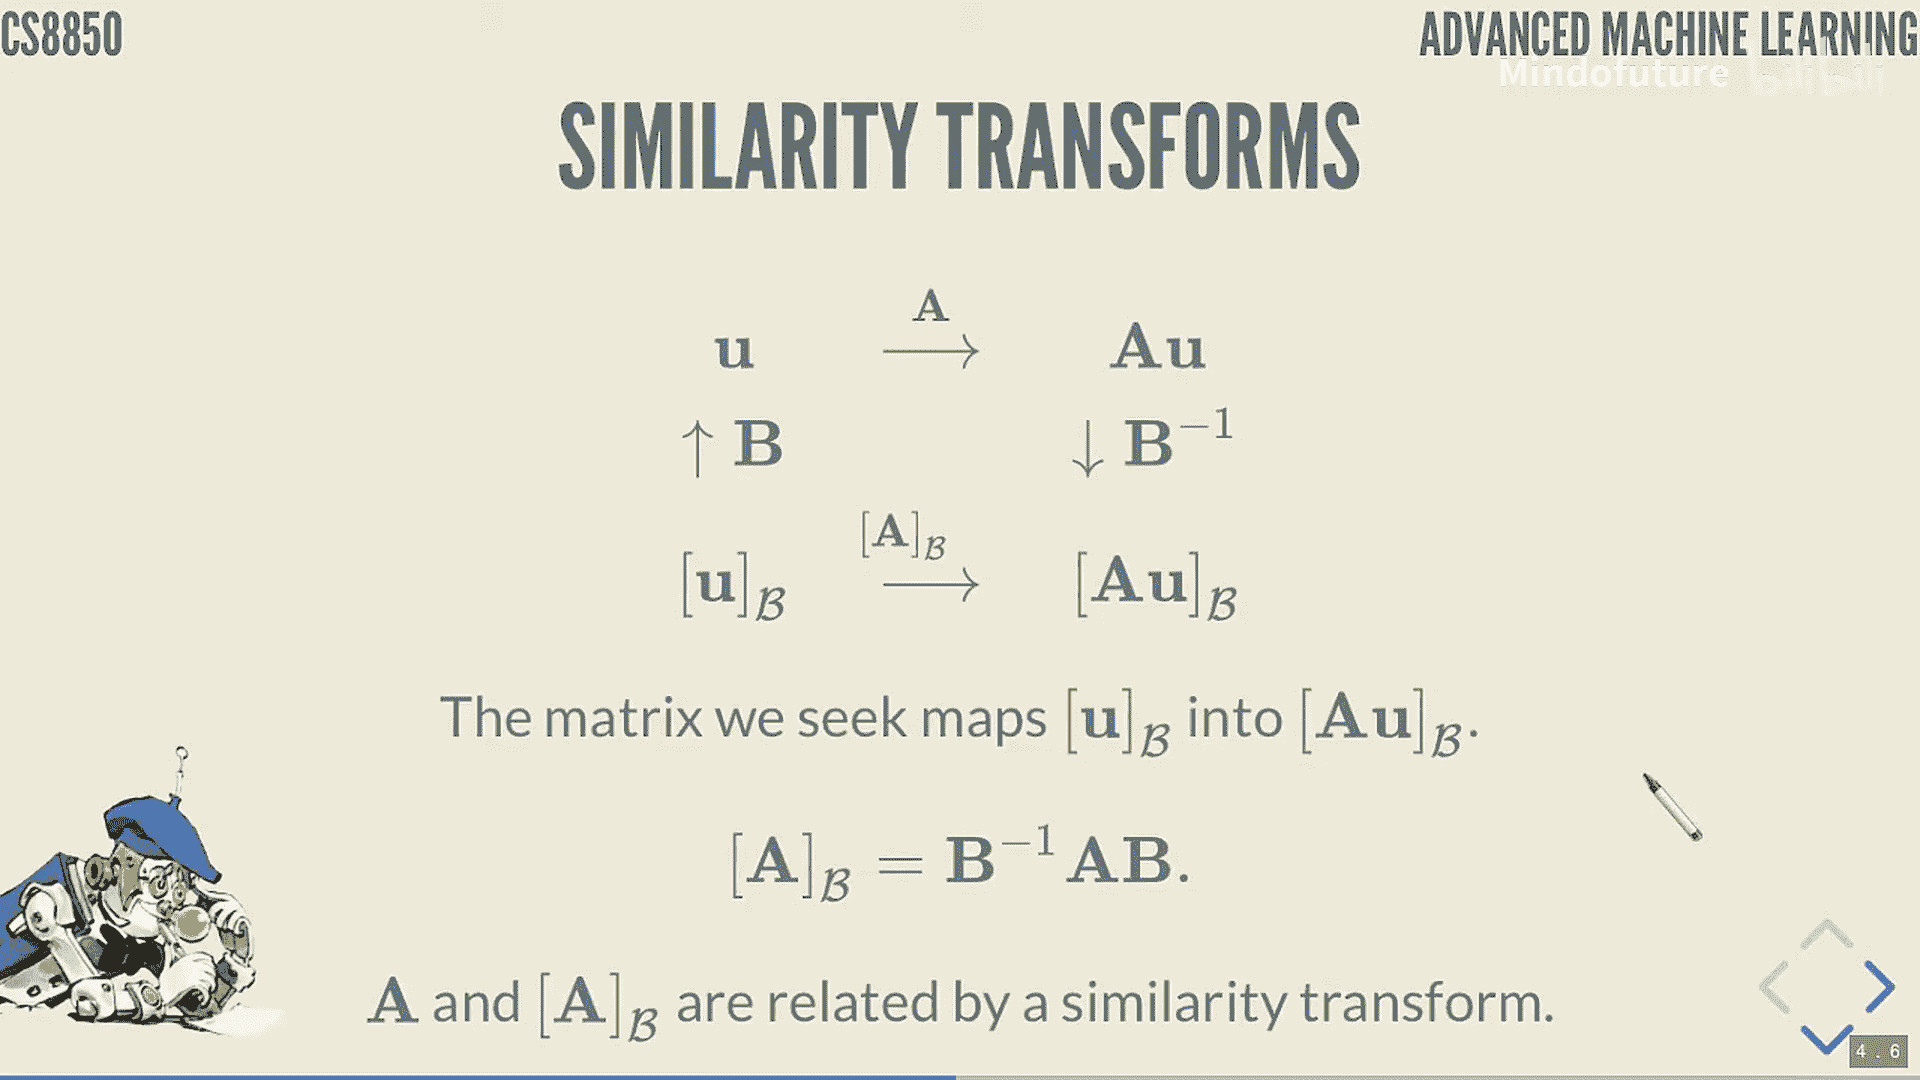 CS8850
ADVANCED MACHINE LEARNING
Mindofuture bilibili
SIMILARITY TRANSFORMS
A
u ⟶ Au
↑ B ↓ B⁻¹
[A]_ℬ
[u]_ℬ ⟶ [Au]_ℬ
The matrix we seek maps [u]_ℬ into [Au]_ℬ.
[A]_ℬ = B⁻¹AB.
A and [A]_ℬ are related by a similarity transform.
4 . 6